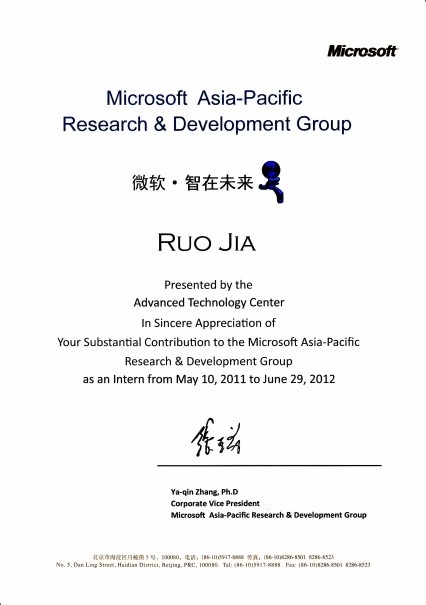 Microsoft
Microsoft Asia-Pacific
Research & Development Group
微软·智在未来
RUO JIA
Presented by the
Advanced Technology Center
In Sincere Appreciation of
Your Substantial Contribution to the Microsoft Asia-Pacific
Research & Development Group
as an Intern from May 10, 2011 to June 29, 2012
Ya-qin Zhang, Ph.D
Corporate Vice President
Microsoft Asia-Pacific Research & Development Group
北京市海淀区丹棱街5号, 100080, 电话: (86-10)5917-8888 传真: (86-10)8286-8501 8286-8523
No. 5, Dan Ling Street, Haidian District, Beijing, PRC, 100080. Tel: (86-10)5917-8888 Fax: (86-10)8286-8501 8286-8523